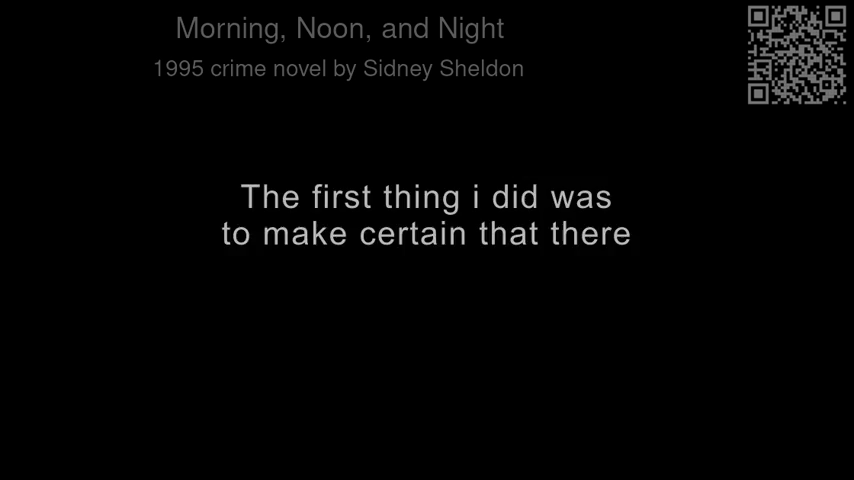 Morning, Noon, and Night
1995 crime novel by Sidney Sheldon
The first thing i did was
to make certain that there